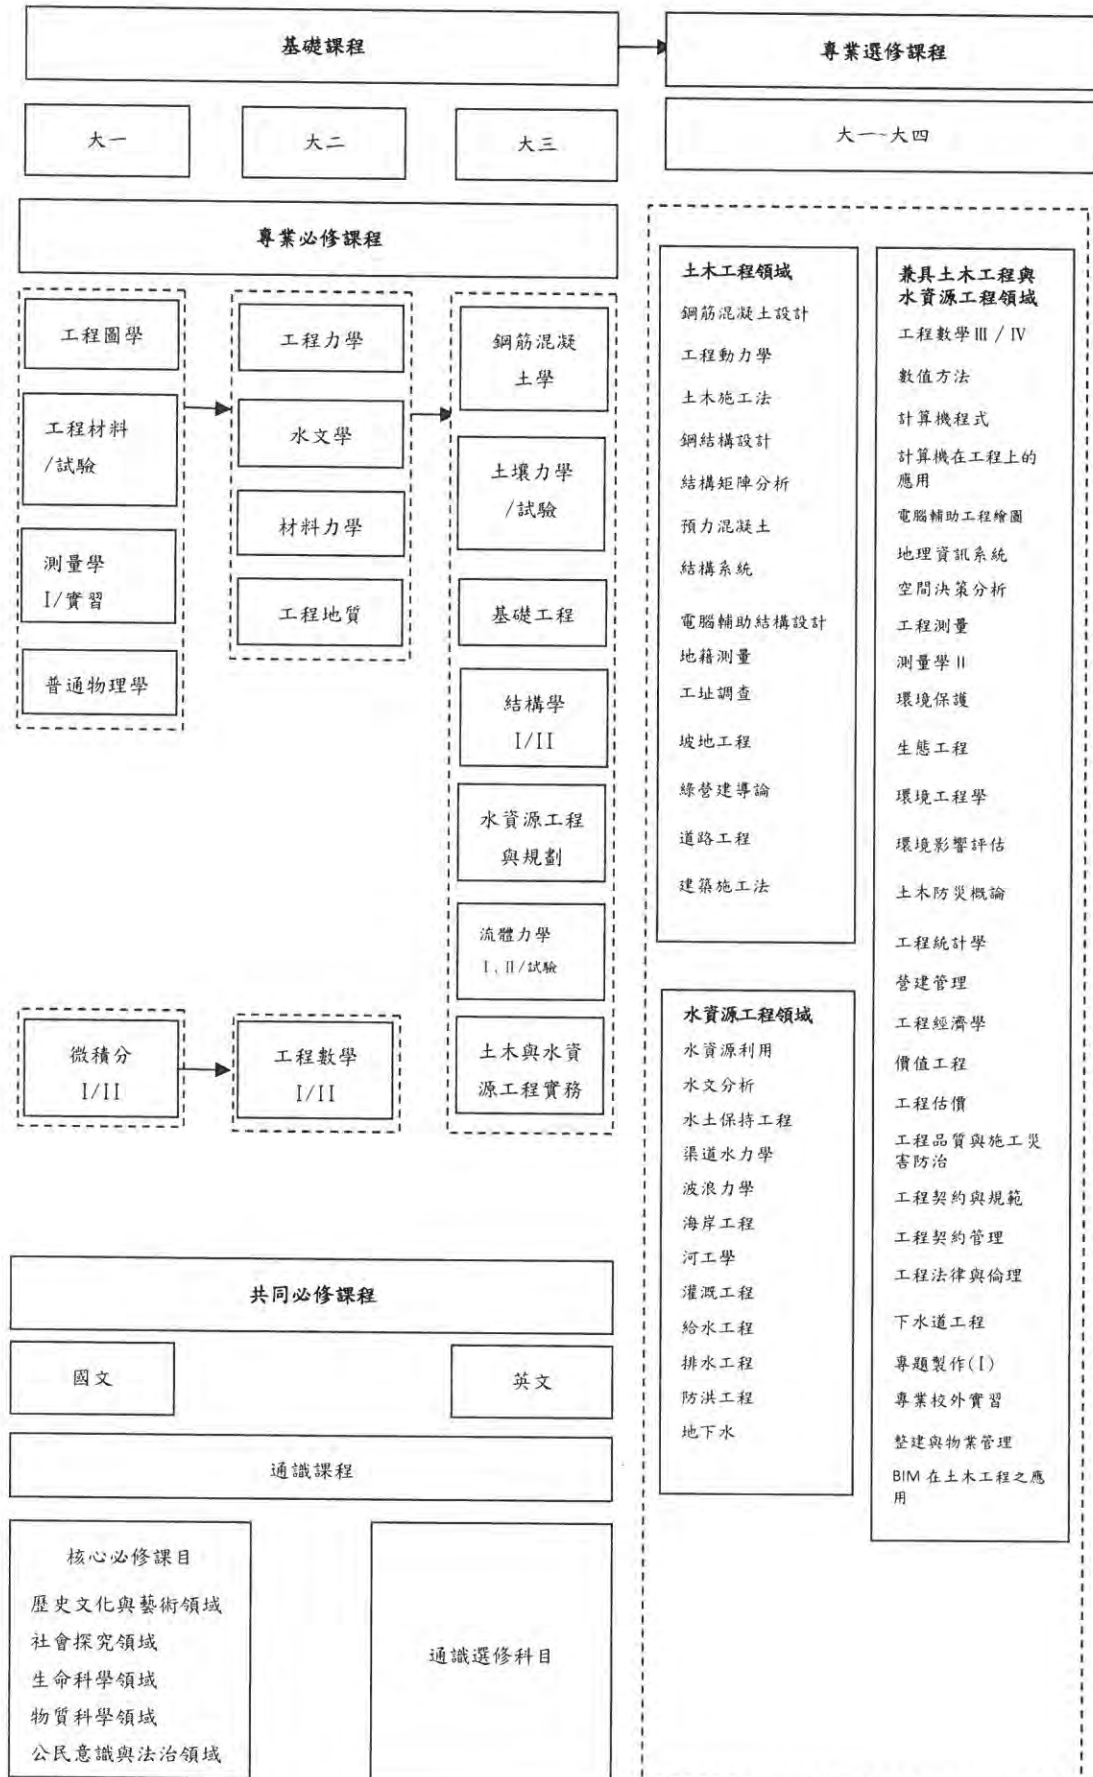 基礎課程
專業選修課程
大一
大二
大三
大一~大四
專業必修課程
工程圖學
工程材料
/試驗
測量學
I/實習
普通物理學
工程力學
水文學
材料力學
工程地質
鋼筋混凝
土學
土壤力學
/試驗
基礎工程
結構學
I/II
水資源工程
與規劃
流體力學
I、II/試驗
土木與水資
源工程實務
微積分
I/II
工程數學
I/II
共同必修課程
國文
英文
通識課程
核心必修課目
歷史文化與藝術領域
社會探究領域
生命科學領域
物質科學領域
公民意識與法治領域
通識選修科目
土木工程領域
鋼筋混凝土設計
工程動力學
土木施工法
鋼結構設計
結構矩陣分析
預力混凝土
結構系統
電腦輔助結構設計
地籍測量
工址調查
坡地工程
綠營建導論
道路工程
建築施工法
水資源工程領域
水資源利用
水文分析
水土保持工程
渠道水力學
波浪力學
海岸工程
河工學
灌溉工程
給水工程
排水工程
防洪工程
地下水
兼具土木工程與
水資源工程領域
工程數學Ⅲ / Ⅳ
數值方法
計算機程式
計算機在工程上的
應用
電腦輔助工程繪圖
地理資訊系統
空間決策分析
工程測量
測量學Ⅱ
環境保護
生態工程
環境工程學
環境影響評估
土木防災概論
工程統計學
營建管理
工程經濟學
價值工程
工程估價
工程品質與施工災
害防治
工程契約與規範
工程契約管理
工程法律與倫理
下水道工程
專題製作(I)
專業校外實習
整建與物業管理
BIM 在土木工程之應
用